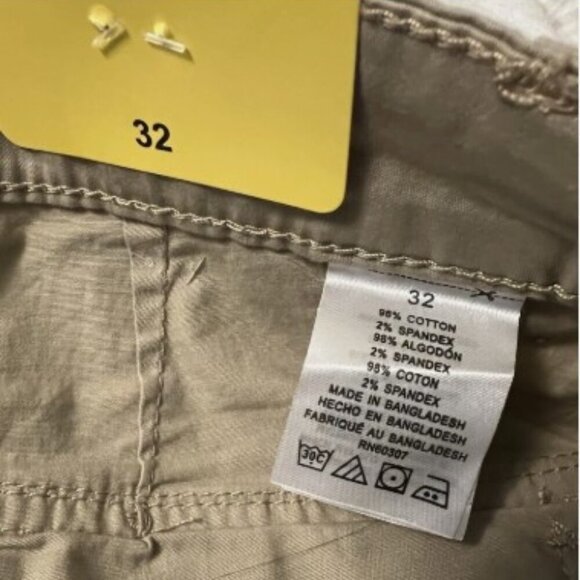 32
32
98% COTTON
2% SPANDEX
98% ALGODÓN
2% SPANDEX
98% COTON
2% SPANDEX
MADE IN BANGLADESH
HECHO EN BANGLADESH
FABRIQUÉ AU BANGLADESH
RN60307
30C